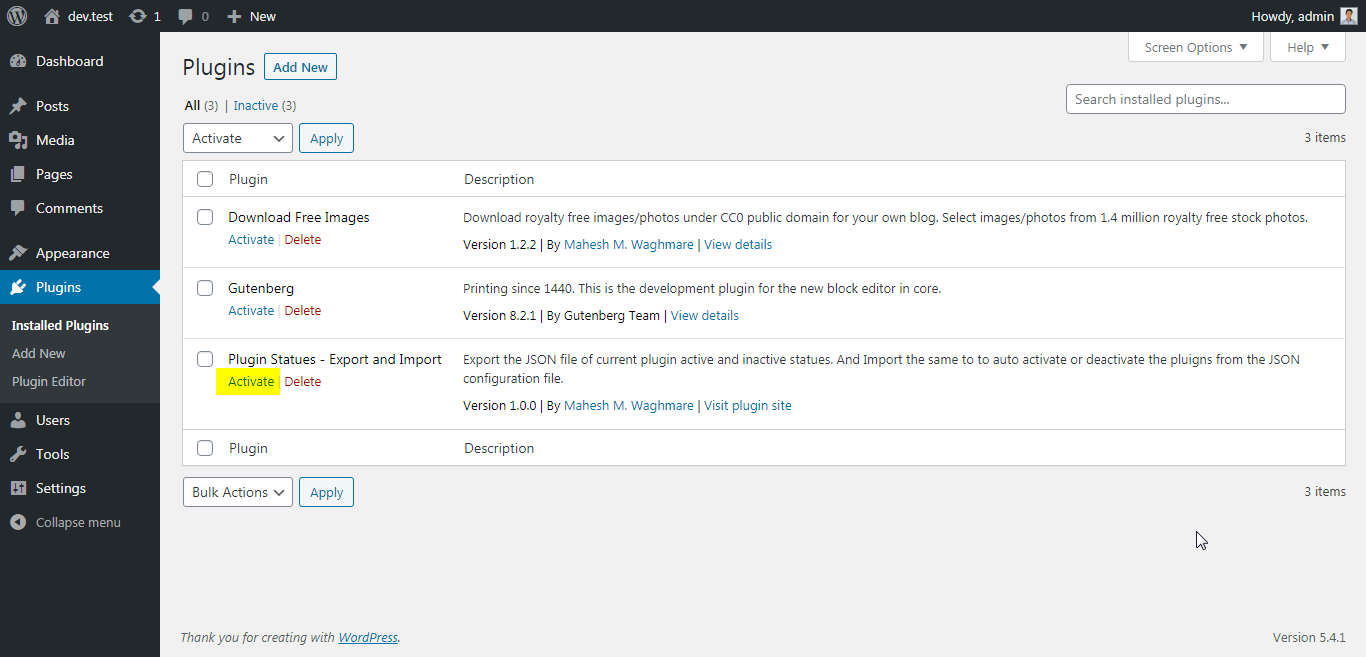 dev.test 1 0 New Howdy, admin
Dashboard
Posts
Media
Pages
Comments
Appearance
Plugins
Installed Plugins
Add New
Plugin Editor
Users
Tools
Settings
Collapse menu
Screen Options Help
Plugins Add New
All (3) | Inactive (3)
Search installed plugins...
Activate Apply
3 items
Plugin Description
Download Free Images
Activate | Delete
Download royalty free images/photos under CC0 public domain for your own blog. Select images/photos from 1.4 million royalty free stock photos.
Version 1.2.2 | By Mahesh M. Waghmare | View details
Gutenberg
Activate | Delete
Printing since 1440. This is the development plugin for the new block editor in core.
Version 8.2.1 | By Gutenberg Team | View details
Plugin Statues - Export and Import
Activate | Delete
Export the JSON file of current plugin active and inactive statues. And Import the same to to auto activate or deactivate the pluigns from the JSON
configuration file.
Version 1.0.0 | By Mahesh M. Waghmare | Visit plugin site
Plugin Description
Bulk Actions Apply
3 items
Thank you for creating with WordPress.
Version 5.4.1